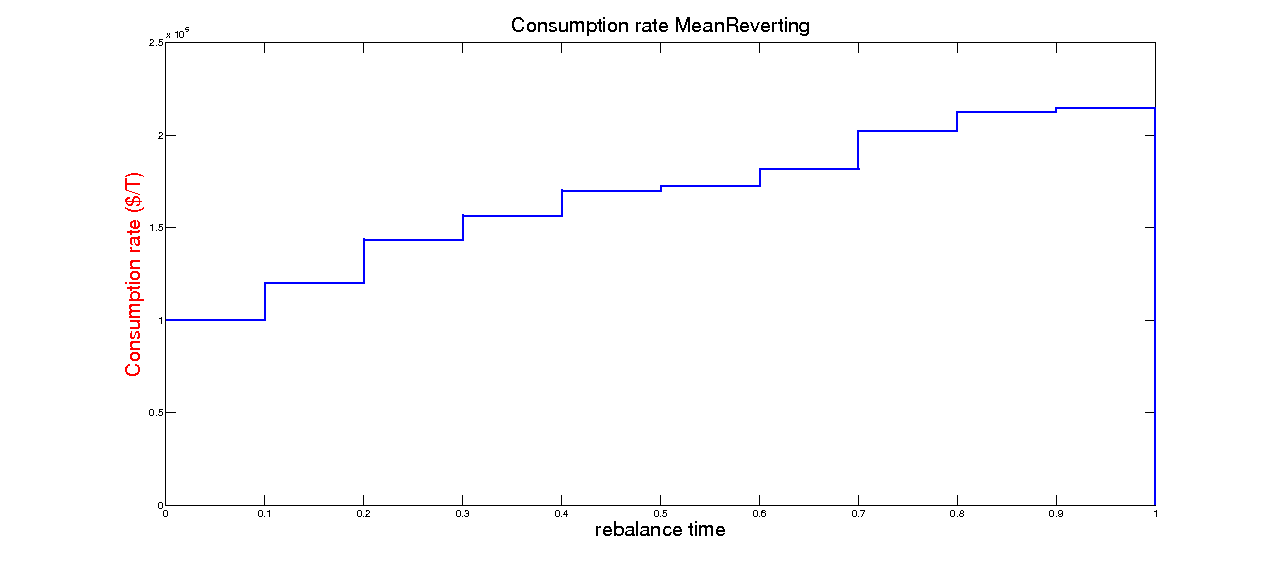 Consumption rate MeanReverting
x 10^5
2.5
2
1.5
1
0.5
0
Consumption rate ($/T)
0 0.1 0.2 0.3 0.4 0.5 0.6 0.7 0.8 0.9 1
rebalance time